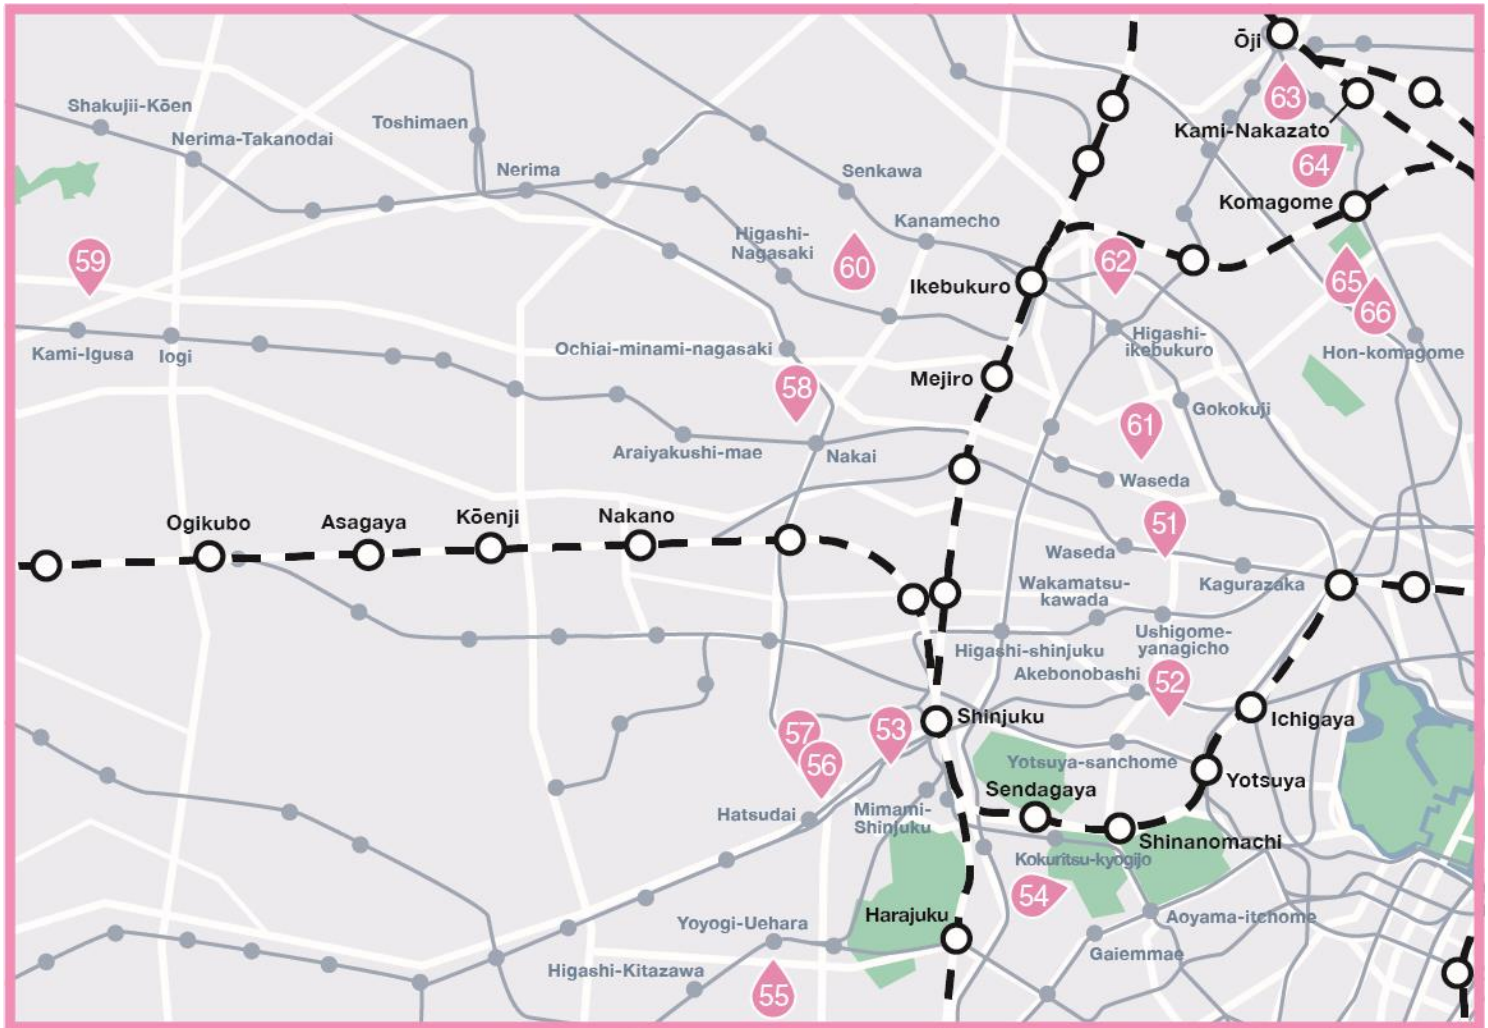 Ōji
63
Shakujii-Kōen
Toshimaen
Nerima-Takanodai
Kami-Nakazato
64
Nerima
Senkawa
Komagome
Kanamecho
Higashi-
Nagasaki
59
60
62
65
66
Ikebukuro
Kami-Igusa
Iogi
Ochiai-minami-nagasaki
Higashi-
ikebukuro
Hon-komagome
Mejiro
58
Gokokuji
61
Araiyakushi-mae
Nakai
Waseda
Ogikubo
Asagaya
Kōenji
Nakano
51
Waseda
Wakamatsu-
kawada
Kagurazaka
Ushigome-
yanagicho
Higashi-shinjuku
Akebonobashi
52
Shinjuku
Ichigaya
57
56
53
Yotsuya-sanchome
Yotsuya
Sendagaya
Hatsudai
Mimami-
Shinjuku
Shinanomachi
Kokuritsu-kyogijo
54
Harajuku
Yoyogi-Uehara
Aoyama-itchome
Gaiemmae
Higashi-Kitazawa
55